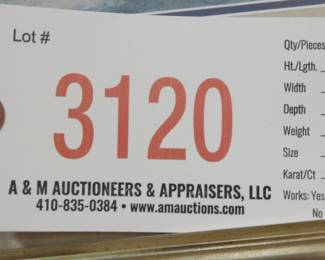 Lot #
3120
A & M AUCTIONEERS & APPRAISERS, LLC
410-835-0384 • www.amauctions.com
Qty/Pieces
Ht./Lgth.
Width
Depth
Weight
Size
Karat/Ct
Works: Yes
No